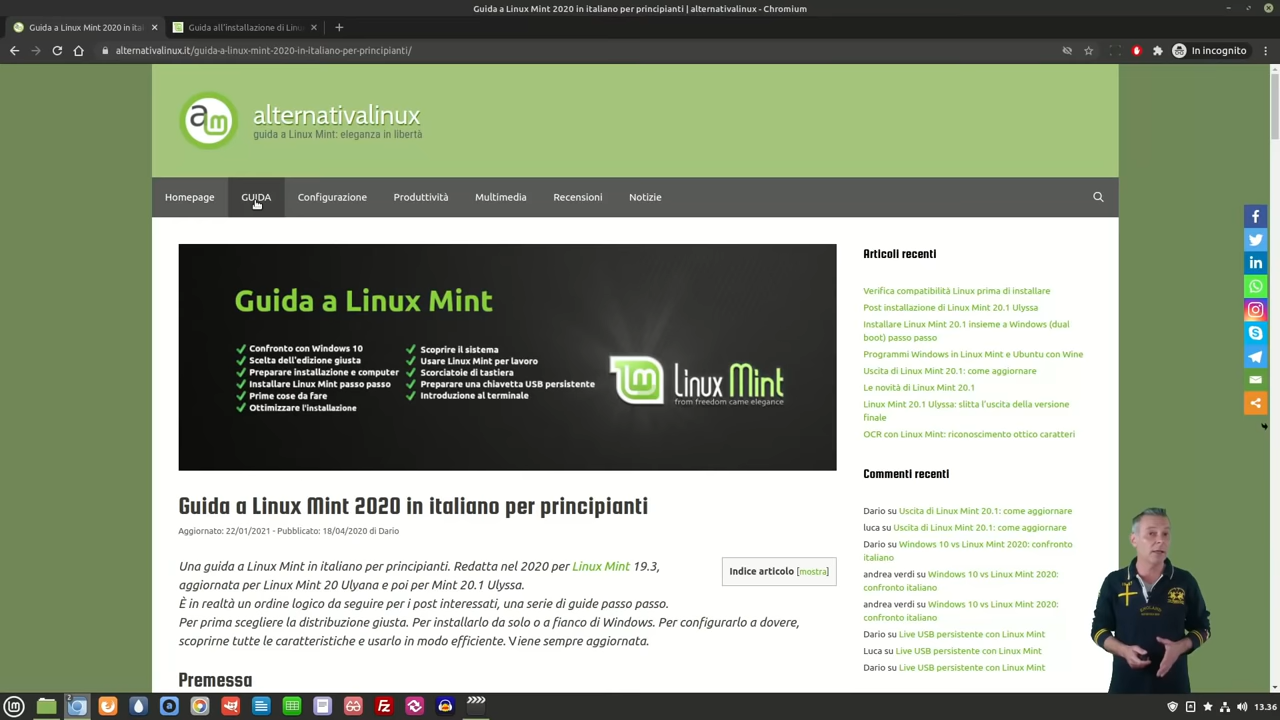 Guida a Linux Mint 2020 in italiano per principianti | alternativalinux - Chromium
Guida a Linux Mint 2020 in ita
Guida all'installazione di Linu
alternativalinux.it/guida-a-linux-mint-2020-in-italiano-per-principianti/
In incognito
am
alternativalinux
guida a Linux Mint: eleganza in libertà
Homepage
GUIDA
Configurazione
Produttività
Multimedia
Recensioni
Notizie
Guida a Linux Mint
Confronto con Windows 10
Scelta dell'edizione giusta
Preparare installazione e computer
Installare Linux Mint passo passo
Prime cose da fare
Ottimizzare l'installazione
Scoprire il sistema
Usare Linux Mint per lavoro
Scorciatoie di tastiera
Preparare una chiavetta USB persistente
Introduzione al terminale
Linux Mint
from freedom came elegance
Guida a Linux Mint 2020 in italiano per principianti
Aggiornato: 22/01/2021 - Pubblicato: 18/04/2020 di Dario
Una guida a Linux Mint in italiano per principianti. Redatta nel 2020 per Linux Mint 19.3,
aggiornata per Linux Mint 20 Ulyana e poi per Mint 20.1 Ulyssa.
È in realtà un ordine logico da seguire per i post interessati, una serie di guide passo passo.
Per prima scegliere la distribuzione giusta. Per installarlo da solo o a fianco di Windows. Per configurarlo a dovere,
scoprirne tutte le caratteristiche e usarlo in modo efficiente. Viene sempre aggiornata.
Indice articolo [mostra]
Premessa
Articoli recenti
Verifica compatibilità Linux prima di installare
Post installazione di Linux Mint 20.1 Ulyssa
Installare Linux Mint 20.1 insieme a Windows (dual
boot) passo passo
Programmi Windows in Linux Mint e Ubuntu con Wine
Uscita di Linux Mint 20.1: come aggiornare
Le novità di Linux Mint 20.1
Linux Mint 20.1 Ulyssa: slitta l'uscita della versione
finale
OCR con Linux Mint: riconoscimento ottico caratteri
Commenti recenti
Dario su Uscita di Linux Mint 20.1: come aggiornare
luca su Uscita di Linux Mint 20.1: come aggiornare
Dario su Windows 10 vs Linux Mint 2020: confronto
italiano
andrea verdi su Windows 10 vs Linux Mint 2020:
confronto italiano
andrea verdi su Windows 10 vs Linux Mint 2020:
confronto italiano
Dario su Live USB persistente con Linux Mint
Luca su Live USB persistente con Linux Mint
Dario su Live USB persistente con Linux Mint
13.36